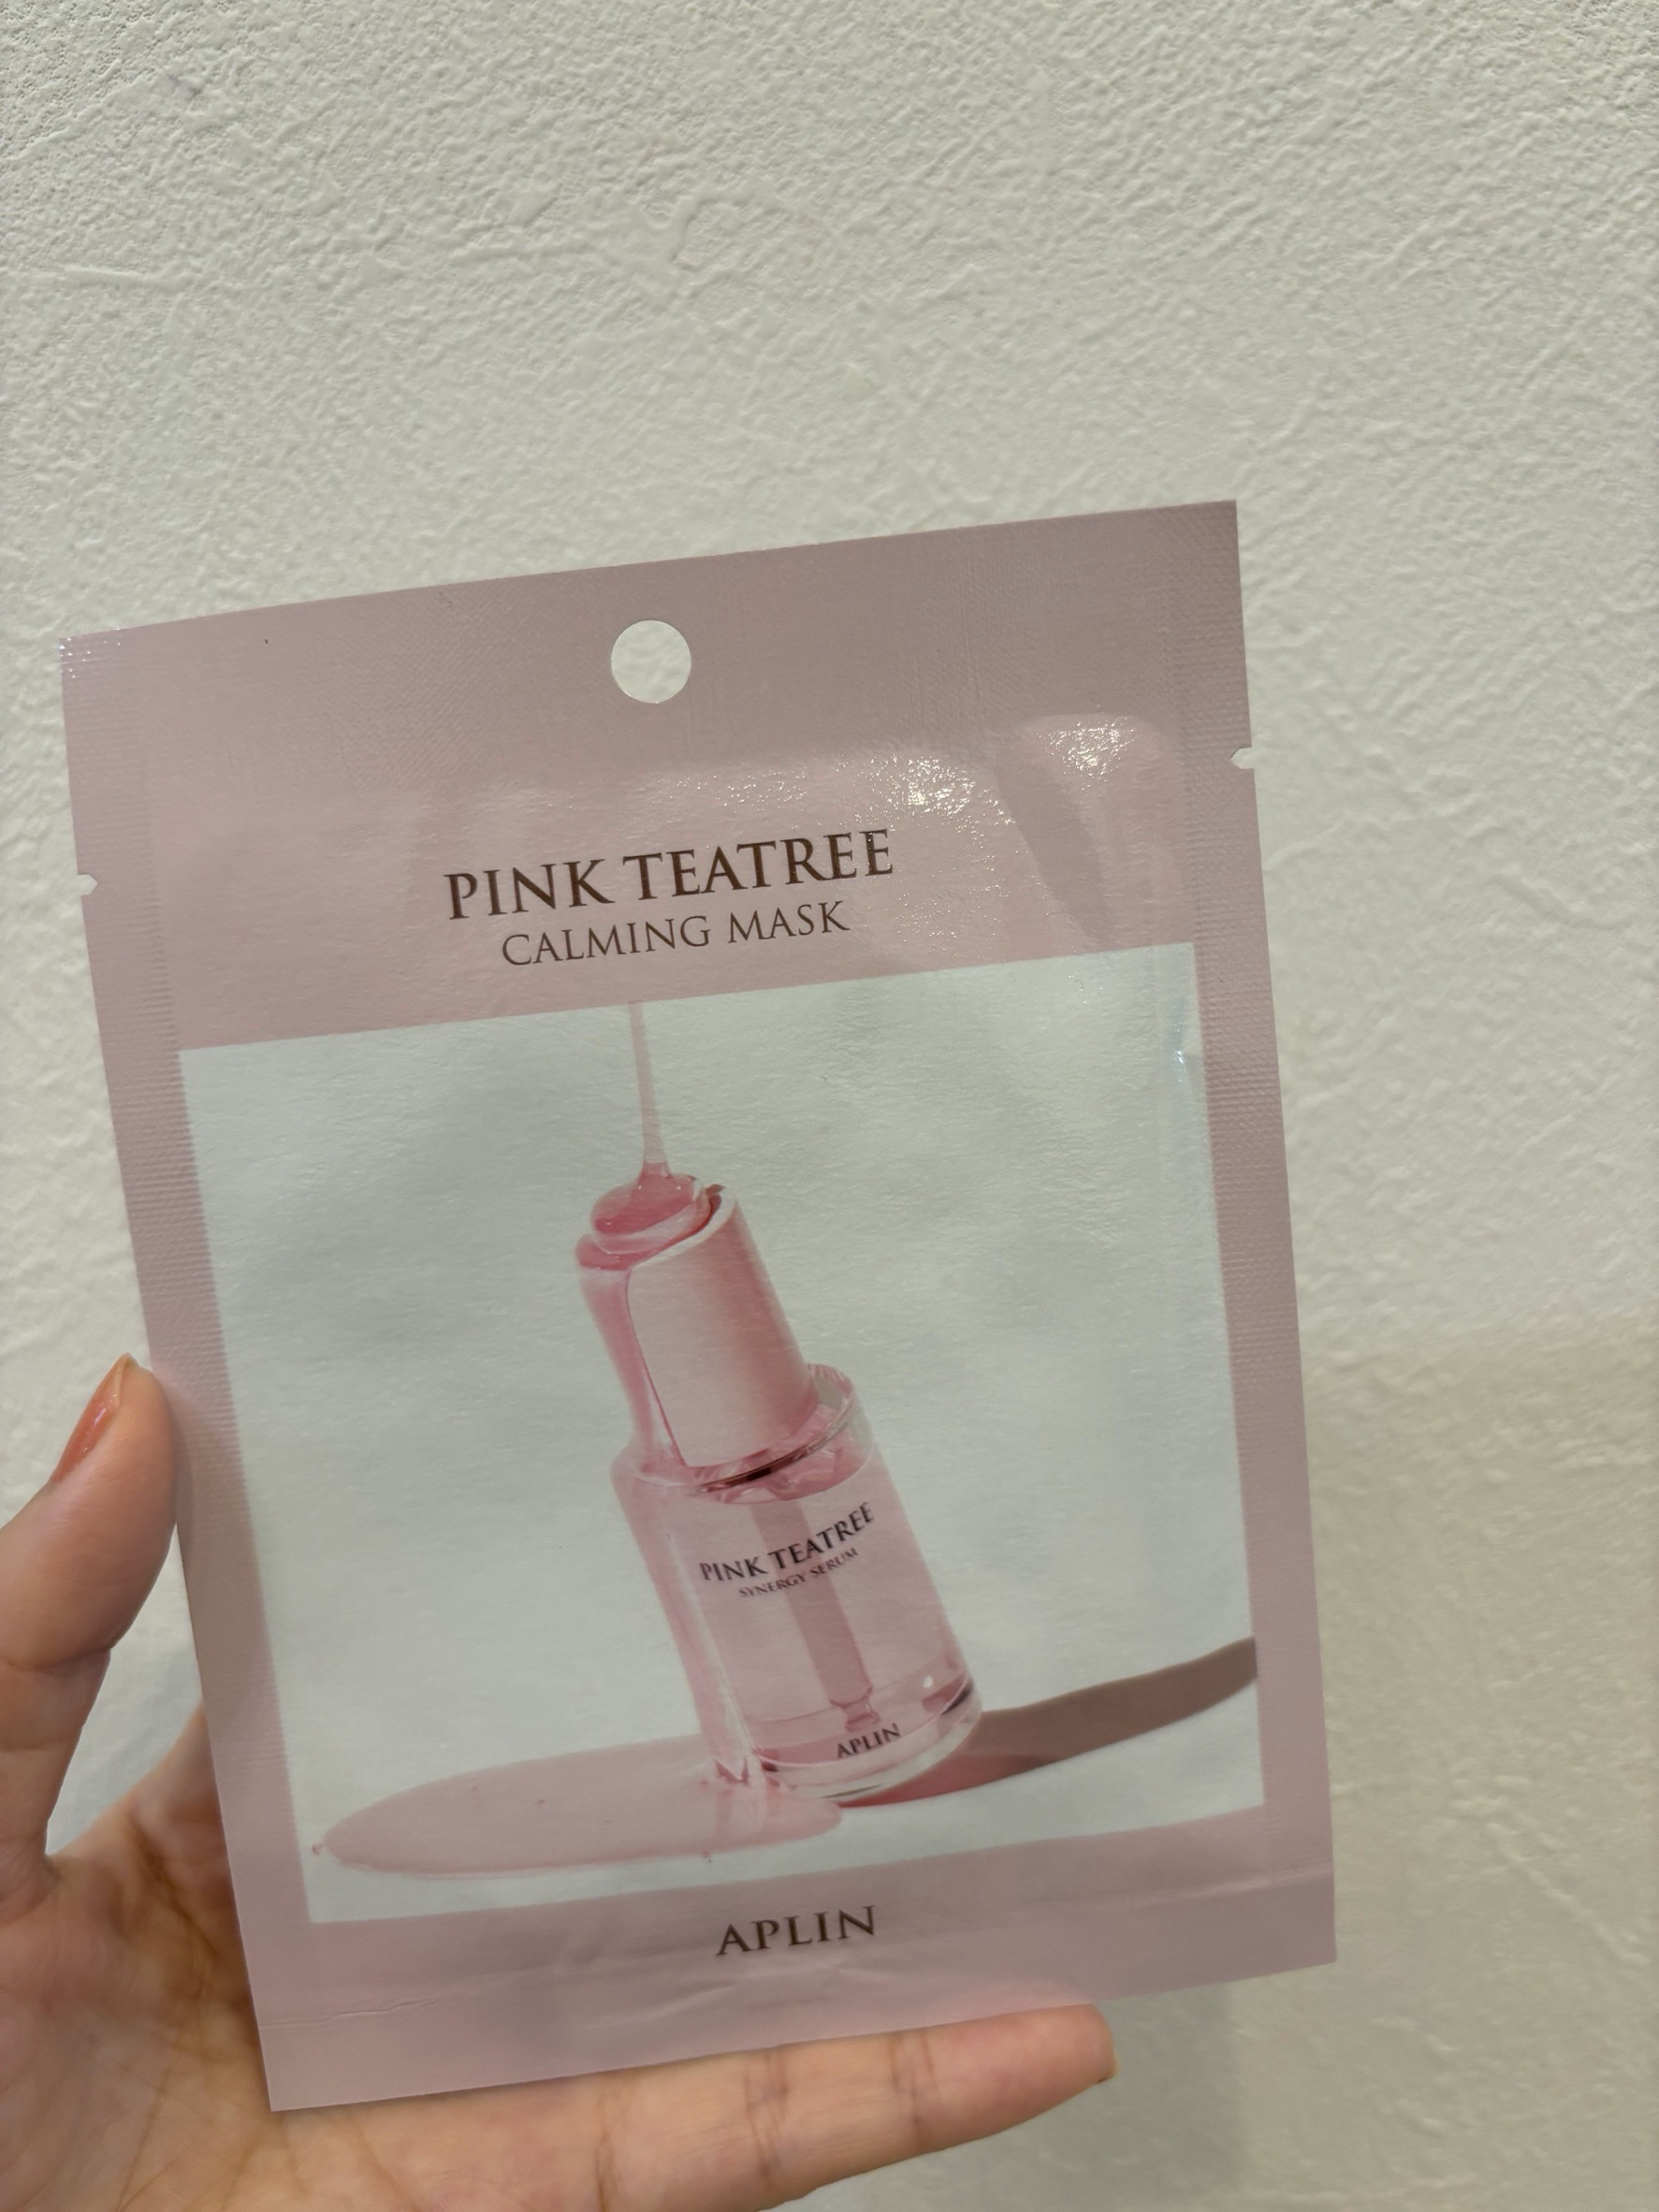 PINK TEATREE
CALMING MASK
PINK TEATREE
SYNERGY SERUM
APLIN
APLIN